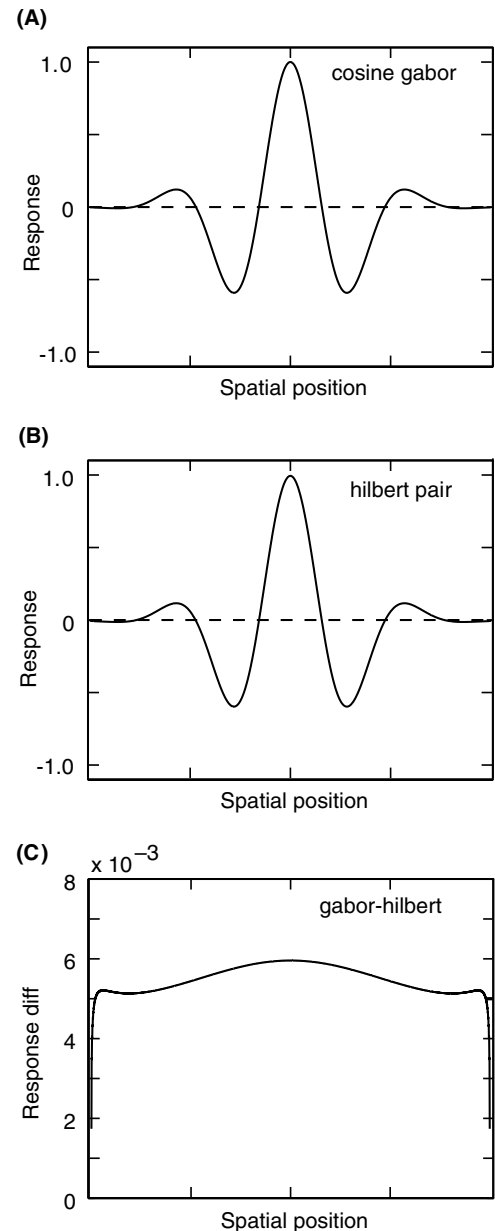 (A)
1.0
cosine gabor
Response
0
-1.0
Spatial position
(B)
1.0
hilbert pair
Response
0
-1.0
Spatial position
(C)
x 10⁻³
8
gabor-hilbert
6
Response diff
4
2
0
Spatial position